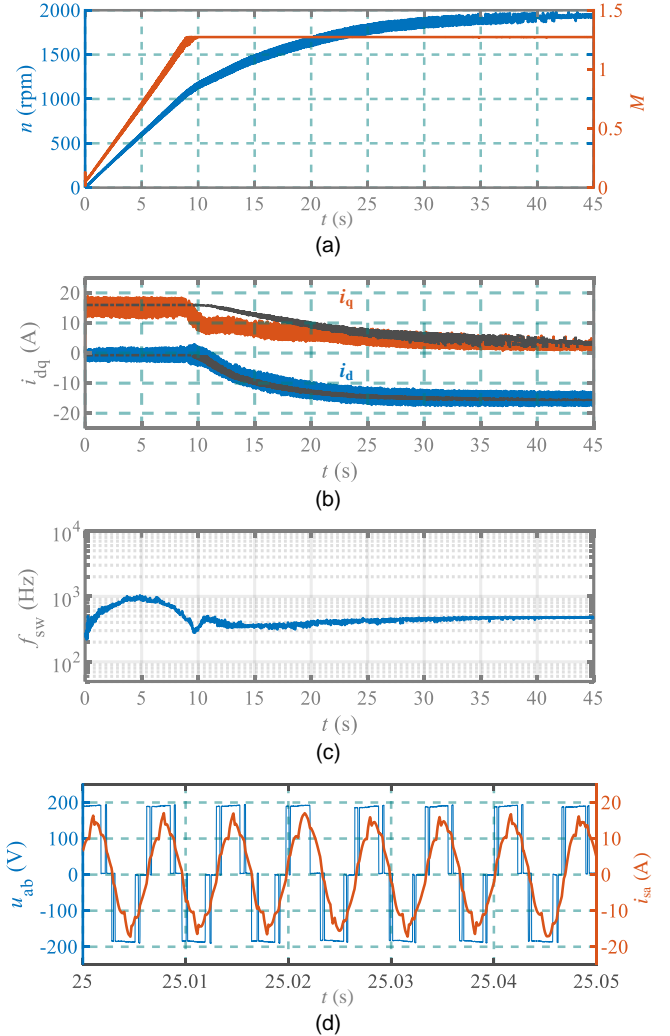 2000
1500
1000
500
0
n (rpm)
1.5
1
0.5
0
M
0 5 10 15 20 25 30 35 40 45
t (s)
(a)
20
10
0
-10
-20
i_dq (A)
i_q
i_d
0 5 10 15 20 25 30 35 40 45
t (s)
(b)
10^4
10^3
10^2
f_sw (Hz)
0 5 10 15 20 25 30 35 40 45
t (s)
(c)
200
100
0
-100
-200
u_ab (V)
20
10
0
-10
-20
i_sa (A)
25 25.01 25.02 25.03 25.04 25.05
t (s)
(d)